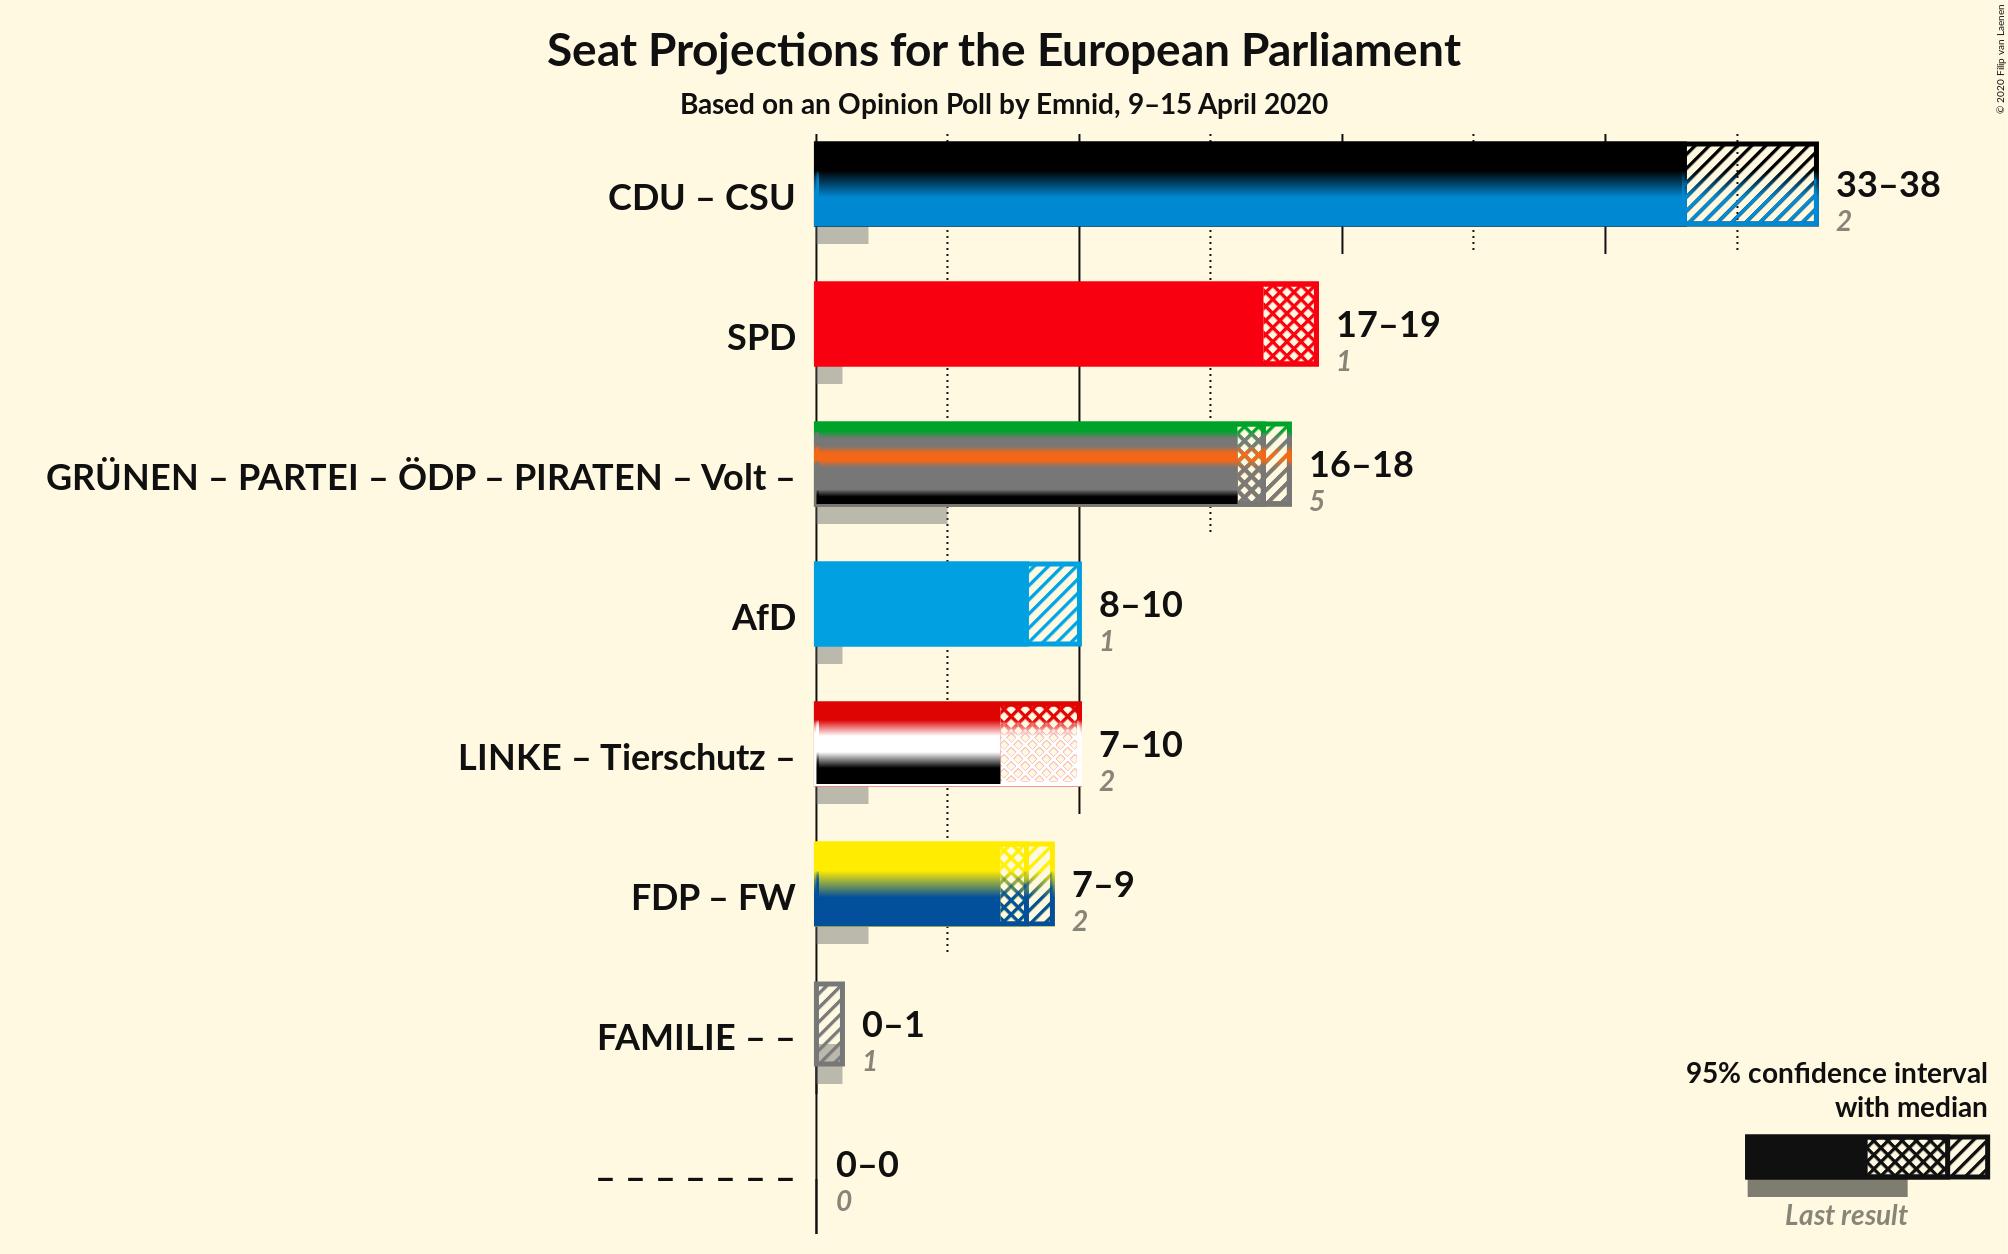 Seat Projections for the European Parliament
Based on an Opinion Poll by Emnid, 9–15 April 2020
© 2020 Filip van Laenen
CDU – CSU
33–38
2
SPD
17–19
1
GRÜNEN – PARTEI – ÖDP – PIRATEN – Volt –
16–18
5
AfD
8–10
1
LINKE – Tierschutz –
7–10
2
FDP – FW
7–9
2
FAMILIE – –
0–1
1
– – – – – – –
0–0
0
95% confidence interval
with median
Last result